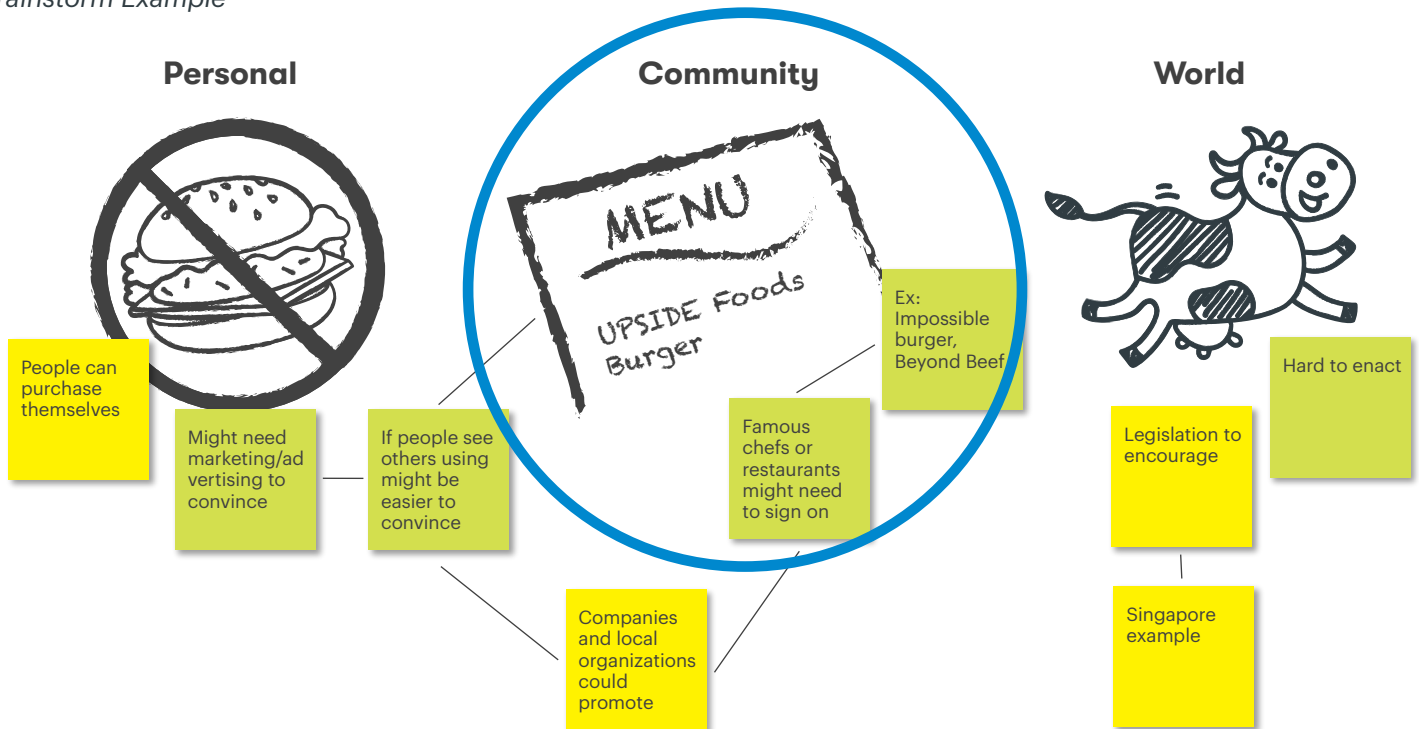 rainstorm Example
Personal
Community
World
MENU
UPSIDE Foods
Burger
Ex:
Impossible
burger,
Beyond Beef
People can
purchase
themselves
Might need
marketing/ad
vertising to
convince
If people see
others using
might be
easier to
convince
Famous
chefs or
restaurants
might need
to sign on
Hard to enact
Legislation to
encourage
Companies
and local
organizations
could
promote
Singapore
example